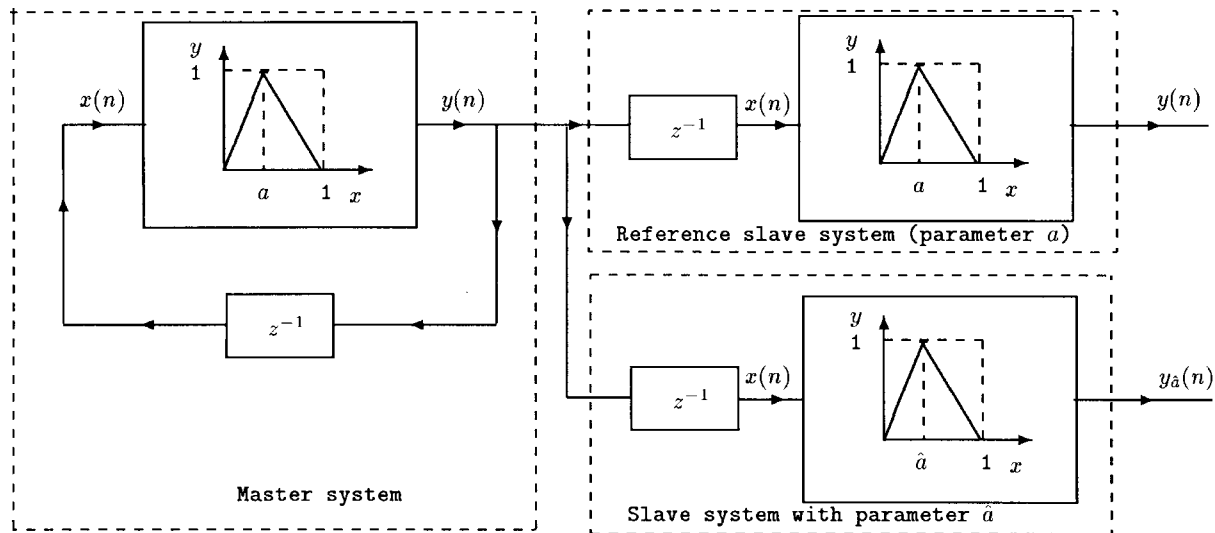 y
1
x(n)
y(n)
a
1
x
z⁻¹
Master system
y
1
z⁻¹
x(n)
y(n)
a
1
x
Reference slave system (parameter a)
y
1
z⁻¹
x(n)
y_â(n)
â
1
x
Slave system with parameter â